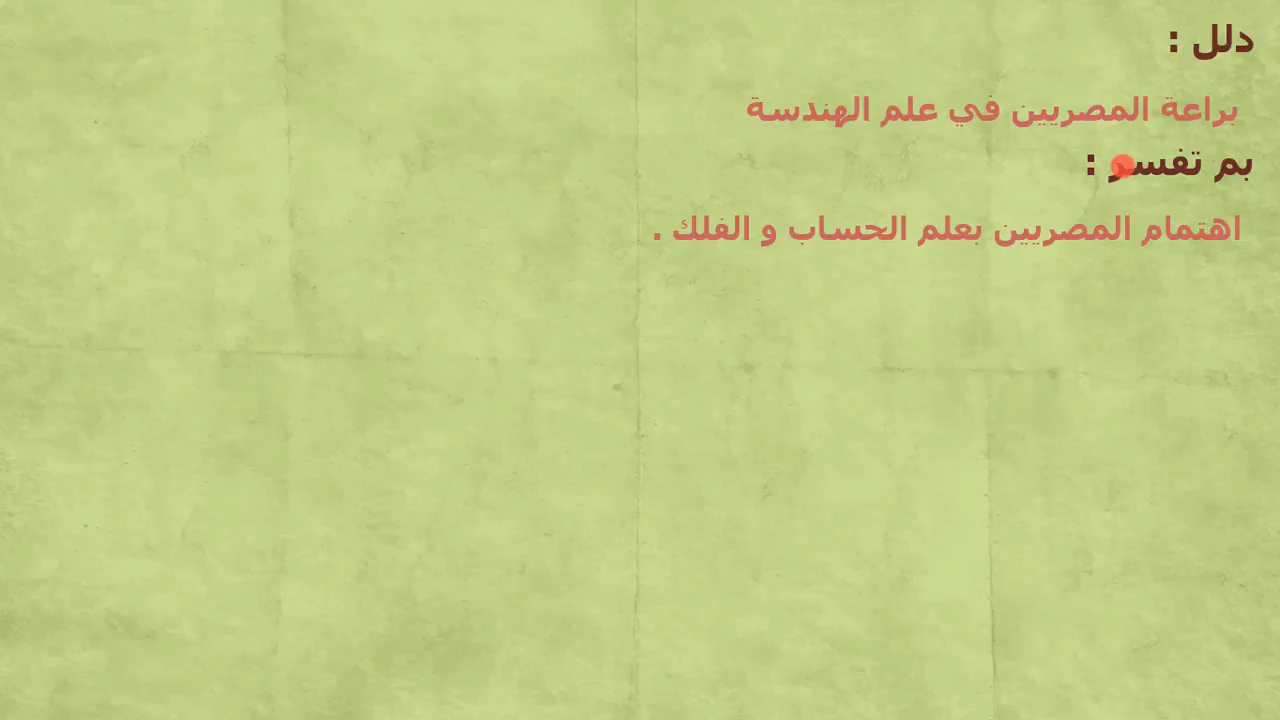 دلل :
براعة المصريين في علم الهندسة
بم تفسر :
اهتمام المصريين بعلم الحساب و الفلك .